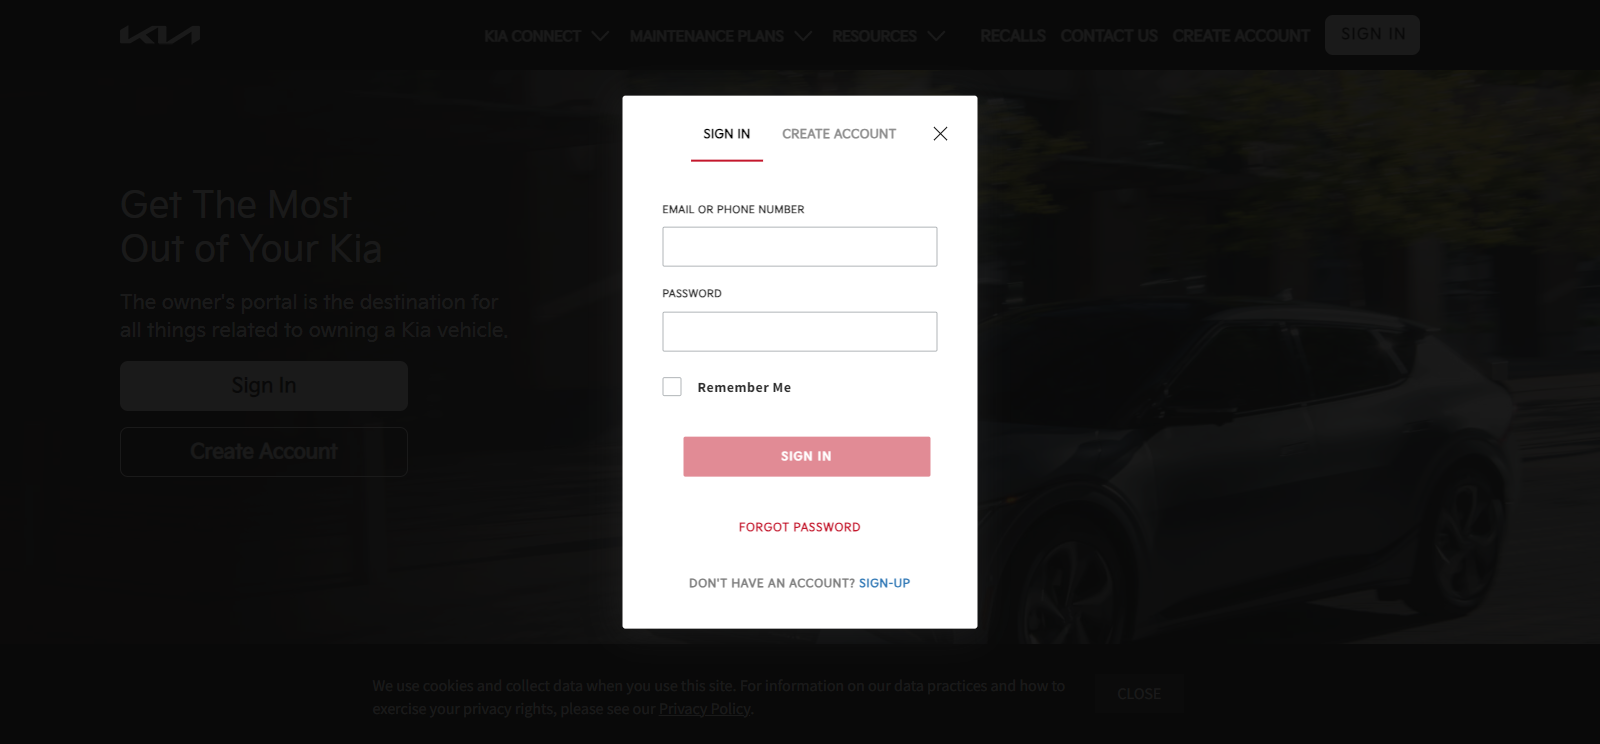 KIA
KIA CONNECT
MAINTENANCE PLANS
RESOURCES
RECALLS
CONTACT US
CREATE ACCOUNT
SIGN IN
Get The Most
Out of Your Kia
The owner's portal is the destination for
all things related to owning a Kia vehicle.
Sign In
Create Account
SIGN IN
CREATE ACCOUNT
EMAIL OR PHONE NUMBER
PASSWORD
Remember Me
SIGN IN
FORGOT PASSWORD
DON'T HAVE AN ACCOUNT? SIGN-UP
We use cookies and collect data when you use this site. For information on our data practices and how to
exercise your privacy rights, please see our Privacy Policy.
CLOSE